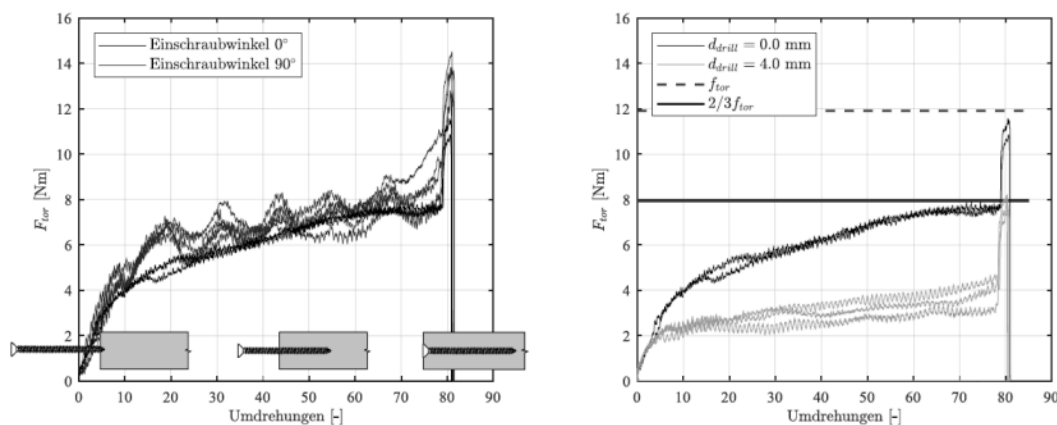 16
14
12
10
8
6
4
2
0
F_tor [Nm]
Einschraubwinkel 0°
Einschraubwinkel 90°
0 10 20 30 40 50 60 70 80 90
Umdrehungen [-]
16
14
12
10
8
6
4
2
0
F_tor [Nm]
d_drill = 0.0 mm
d_drill = 4.0 mm
f_tor
2/3f_tor
0 10 20 30 40 50 60 70 80 90
Umdrehungen [-]